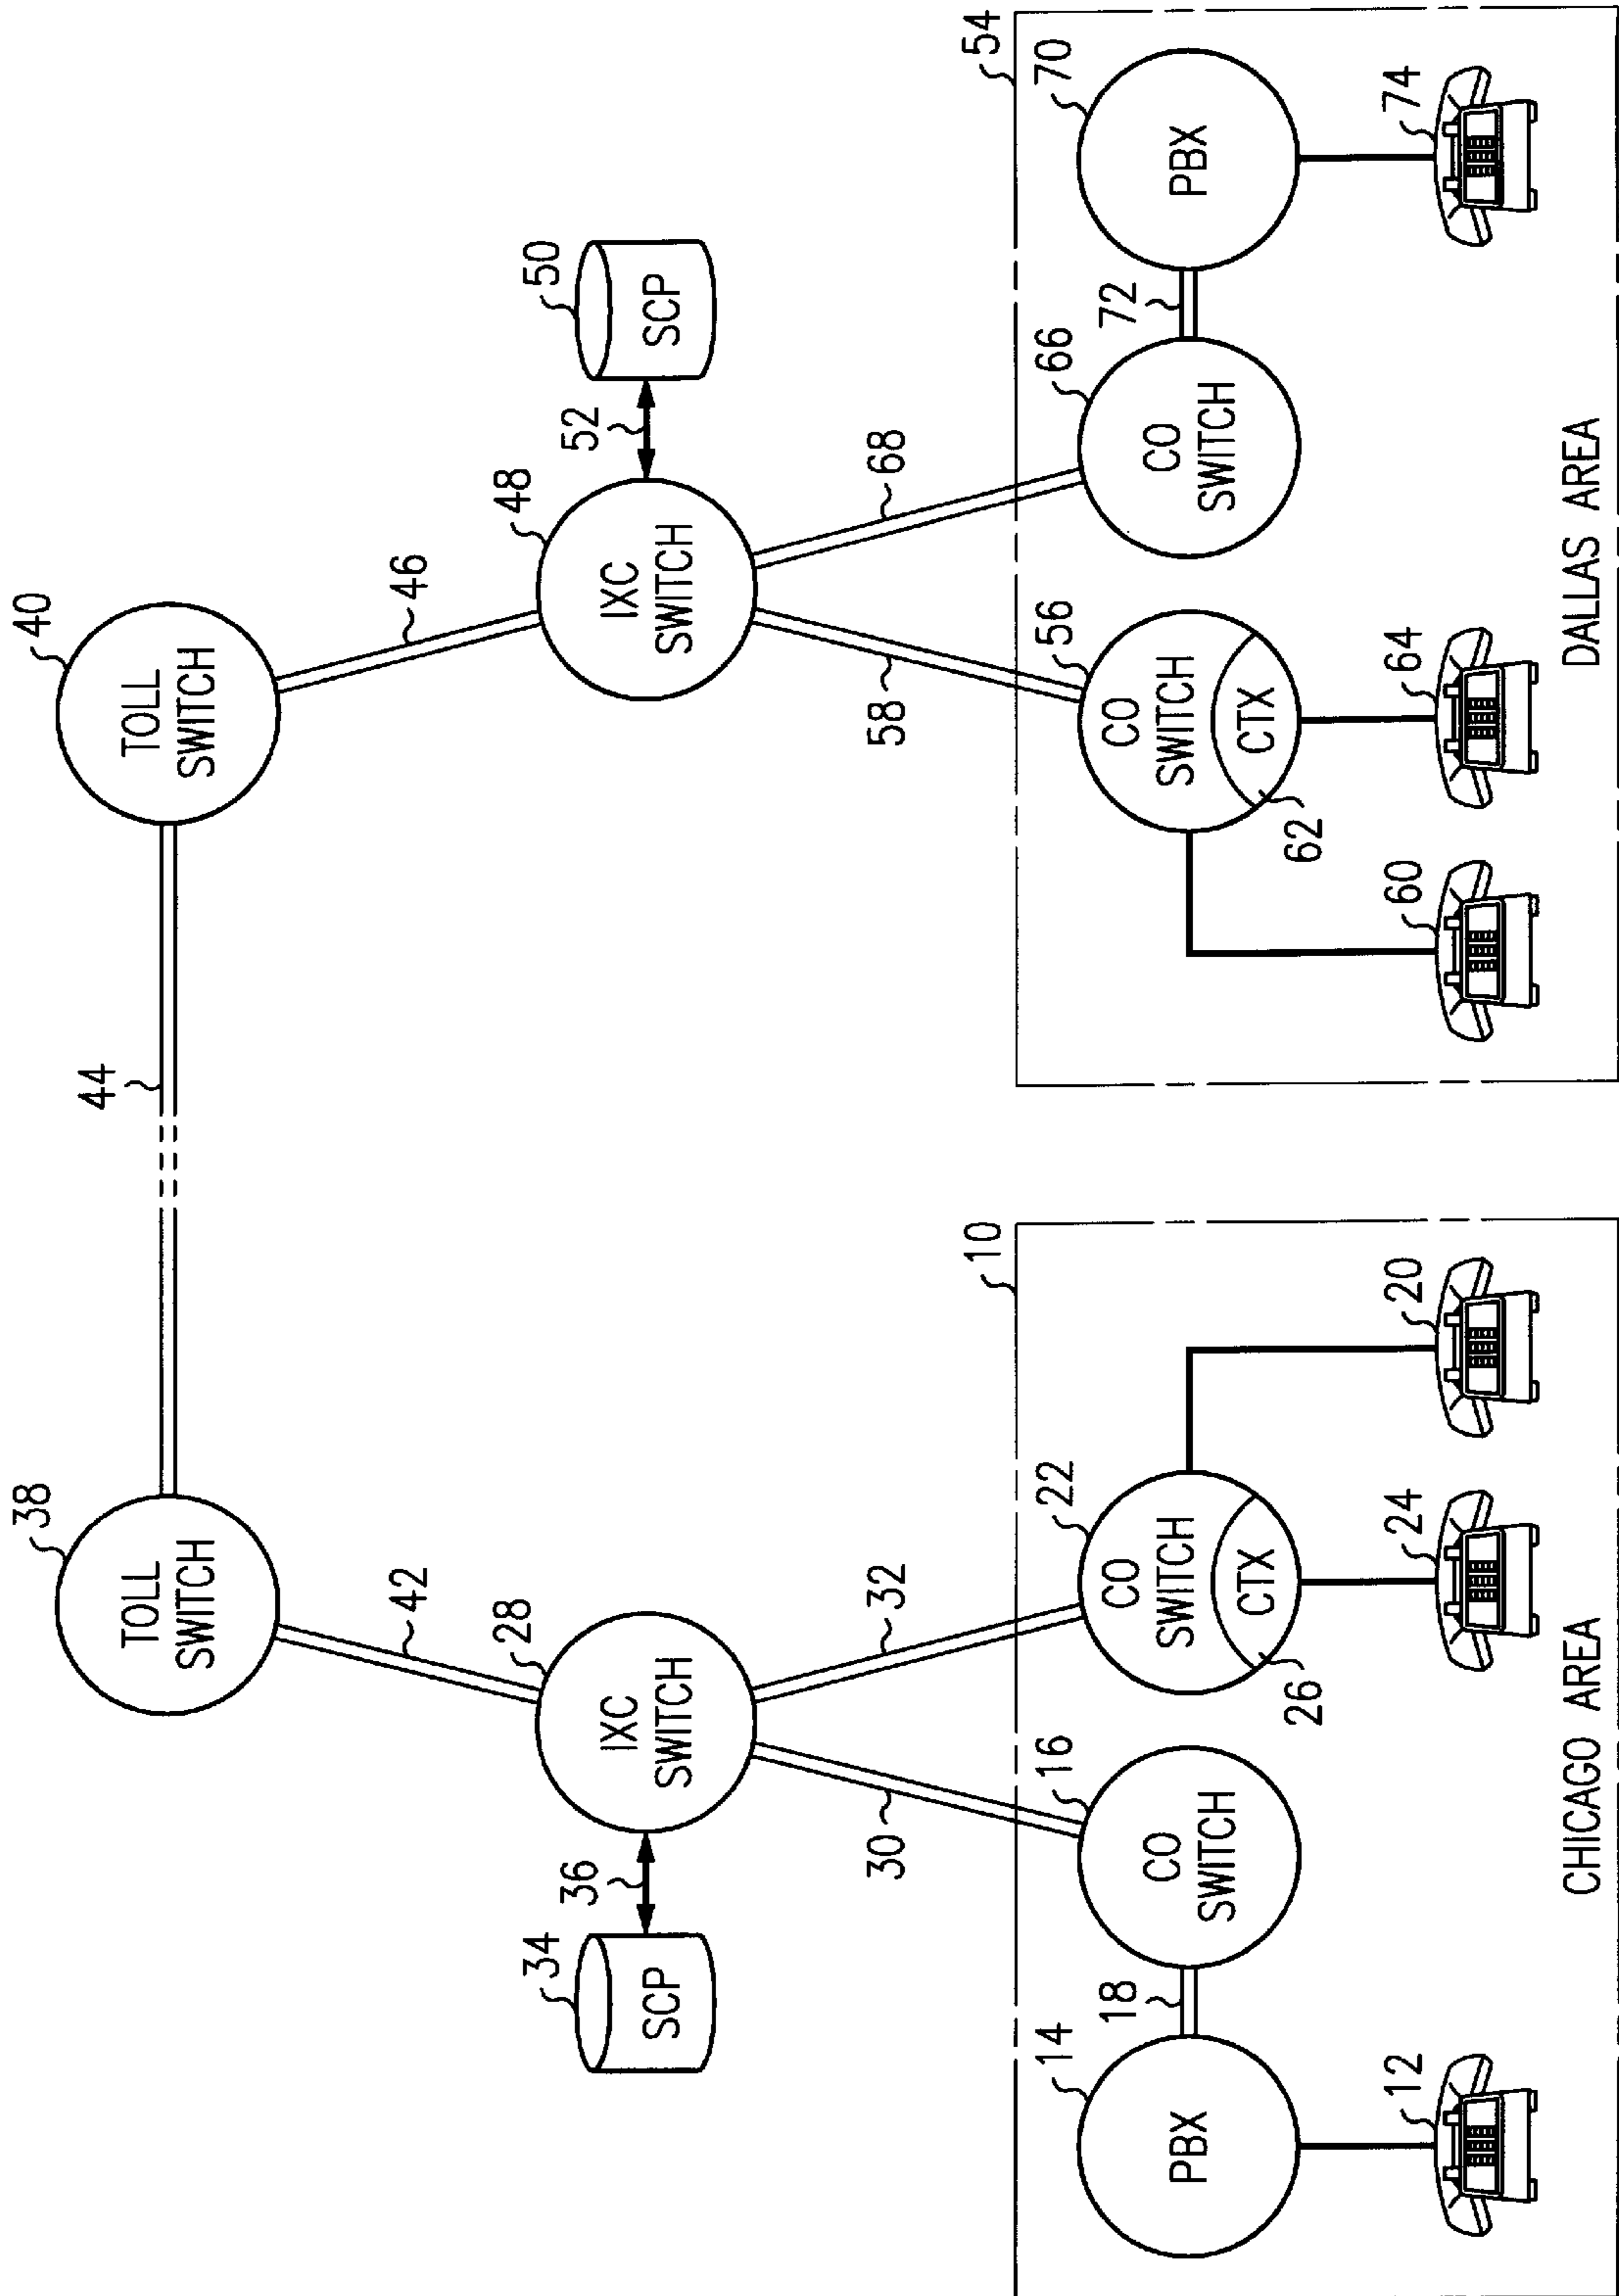 38
TOLL
SWITCH
44
40
TOLL
SWITCH
42
46
34
SCP
36
28
IXC
SWITCH
48
IXC
SWITCH
52
50
SCP
30
32
58
68
10
54
14
PBX
18
16
CO
SWITCH
22
CO
SWITCH
CTX
26
56
CO
SWITCH
CTX
62
66
CO
SWITCH
72
70
PBX
12
24
20
60
64
74
CHICAGO AREA
DALLAS AREA